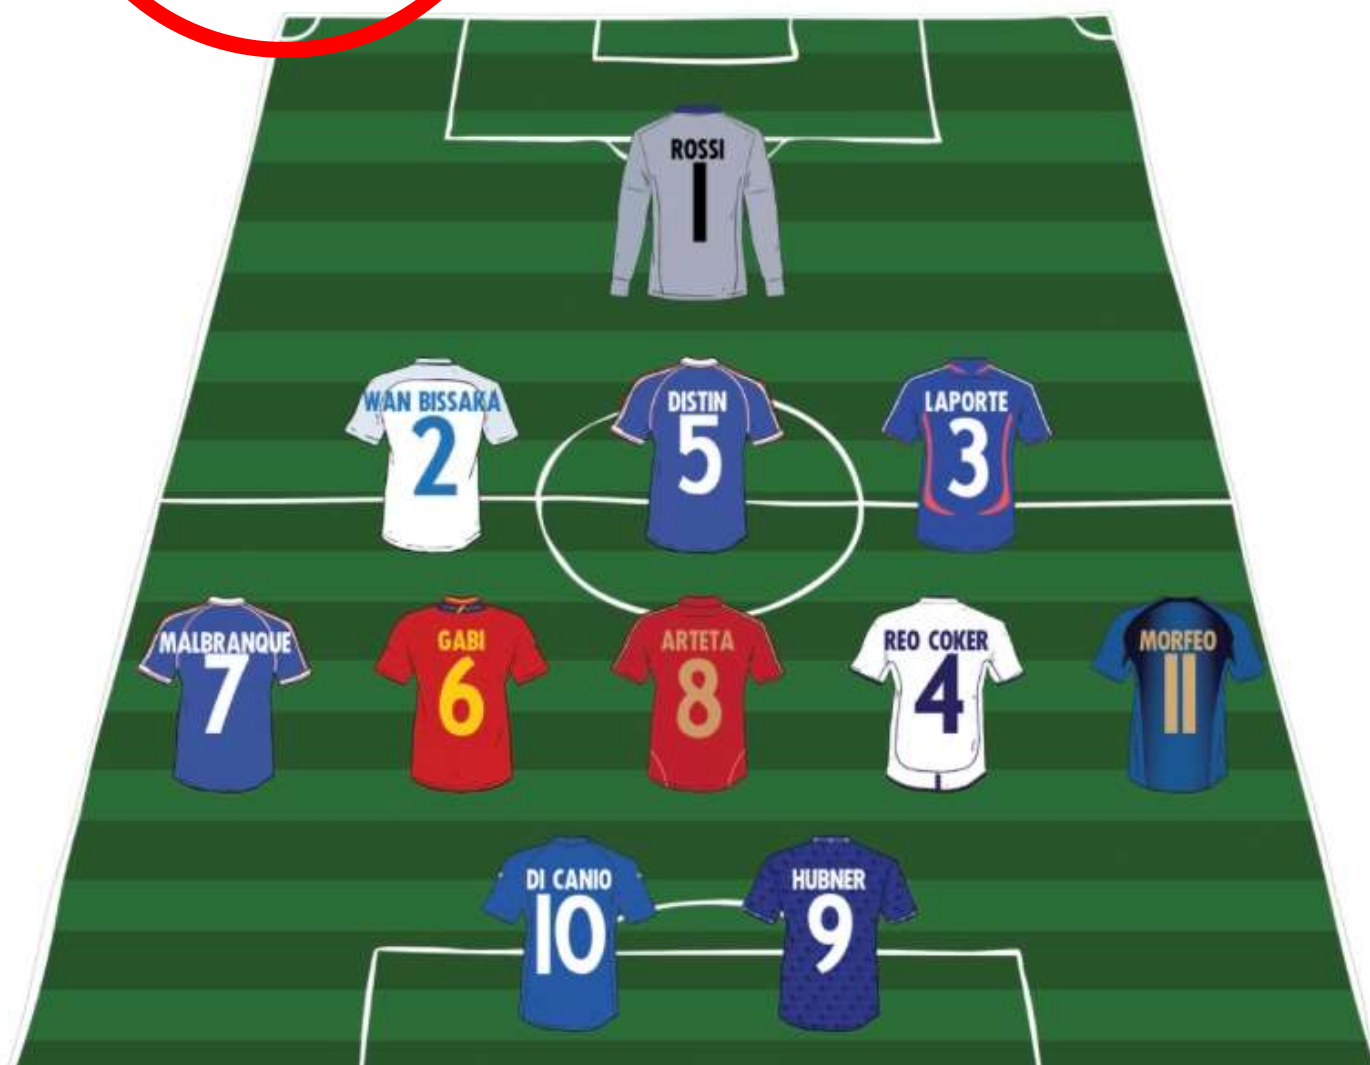 ROSSI
1
WAN BISSAKA
2
DISTIN
5
LAPORTE
3
MALBRANQUE
7
GABI
6
ARTETA
8
REO COKER
4
MORFEO
11
DI CANIO
10
HUBNER
9